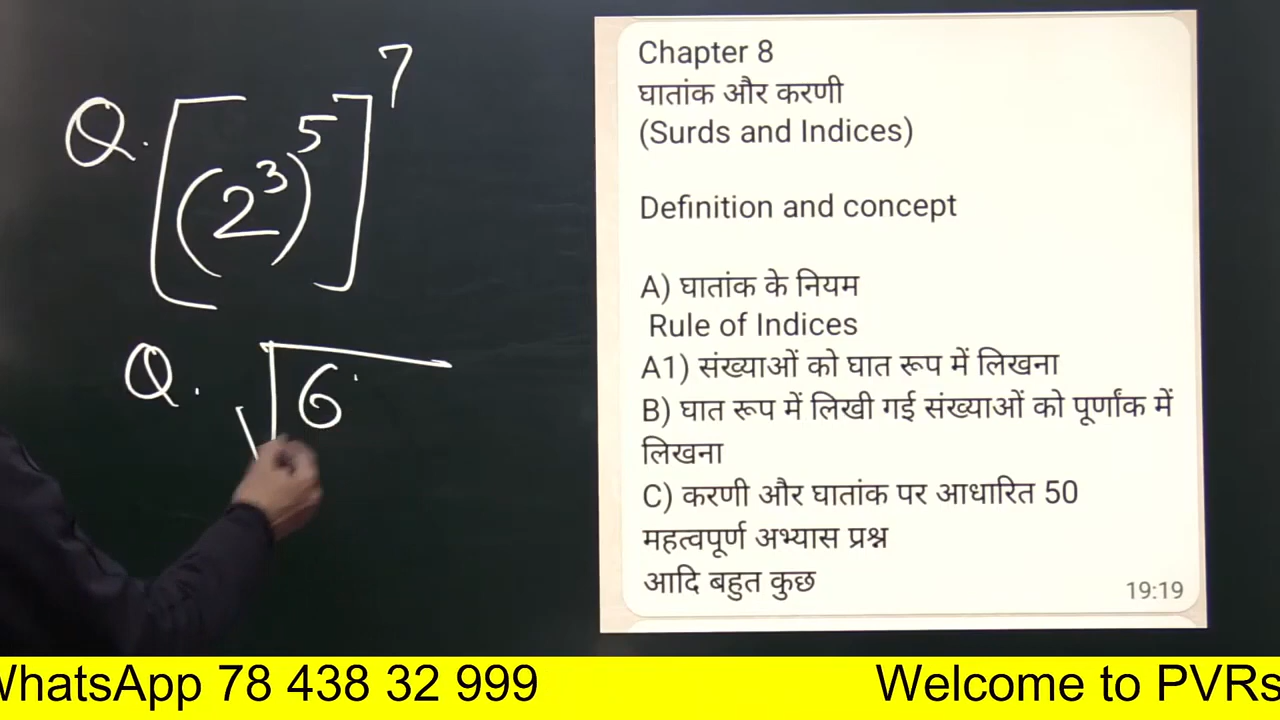 Q. [(2³)⁵]⁷
Q. √6
Chapter 8
घातांक और करणी
(Surds and Indices)
Definition and concept
A) घातांक के नियम
Rule of Indices
A1) संख्याओं को घात रूप में लिखना
B) घात रूप में लिखी गई संख्याओं को पूर्णांक में
लिखना
C) करणी और घातांक पर आधारित 50
महत्वपूर्ण अभ्यास प्रश्न
आदि बहुत कुछ
19:19
WhatsApp 78 438 32 999
Welcome to PVRs